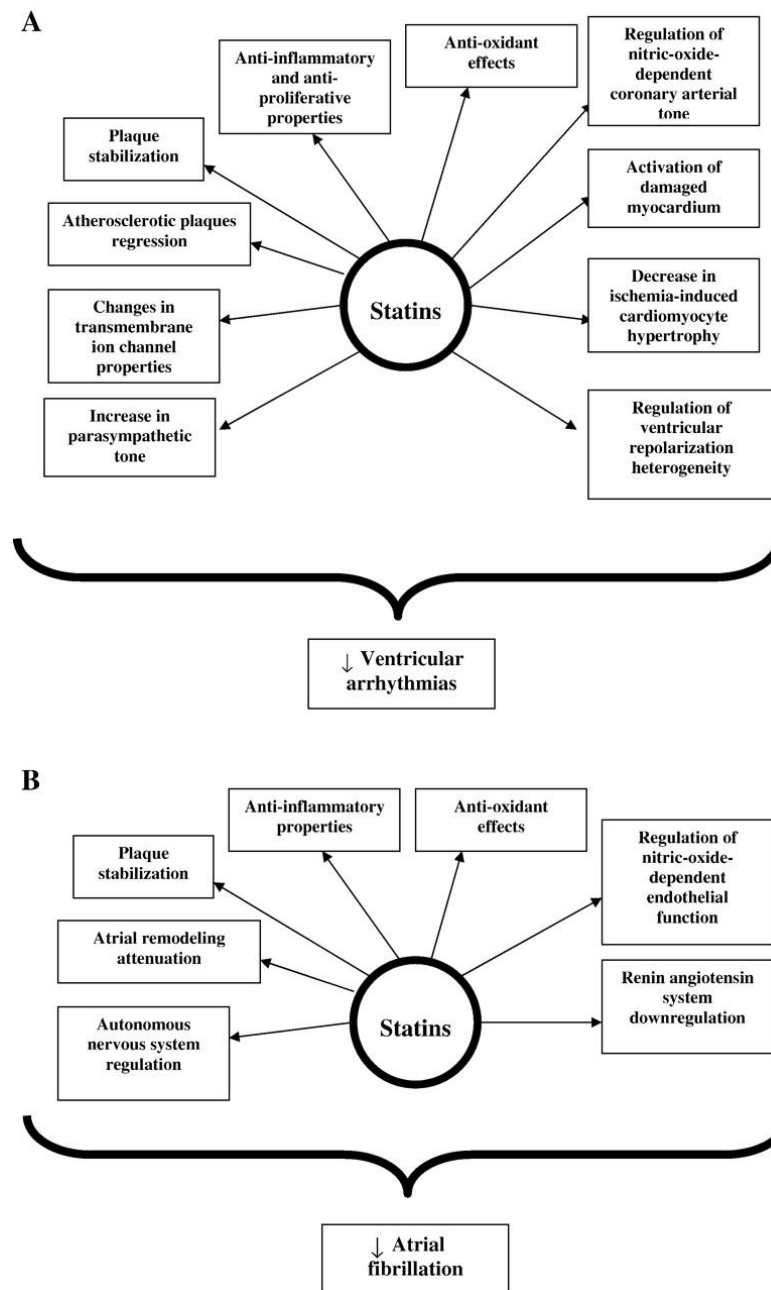 A
Anti-inflammatory
and anti-
proliferative
properties
Anti-oxidant
effects
Regulation of
nitric-oxide-
dependent
coronary arterial
tone
Plaque
stabilization
Activation of
damaged
myocardium
Atherosclerotic plaques
regression
Decrease in
ischemia-induced
cardiomyocyte
hypertrophy
Changes in
transmembrane
ion channel
properties
Statins
Increase in
parasympathetic
tone
Regulation of
ventricular
repolarization
heterogeneity
↓ Ventricular
arrhythmias
B
Anti-inflammatory
properties
Anti-oxidant
effects
Regulation of
nitric-oxide-
dependent
endothelial
function
Plaque
stabilization
Atrial remodeling
attenuation
Renin angiotensin
system
downregulation
Autonomous
nervous system
regulation
Statins
↓ Atrial
fibrillation